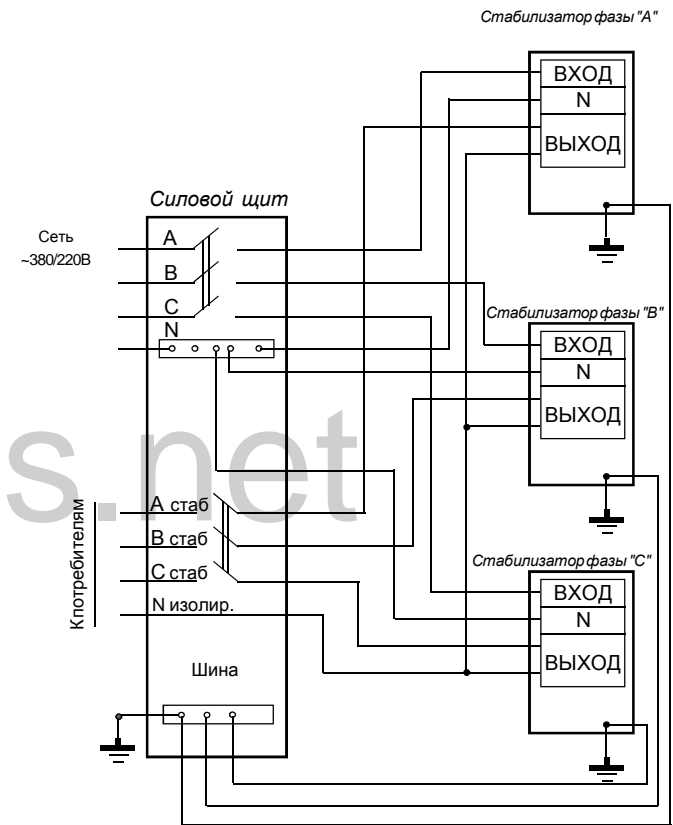 Стабилизатор фазы "А"
ВХОД
N
ВЫХОД
Силовой щит
Сеть
~380/220В
A
B
C
N
Стабилизатор фазы "В"
ВХОД
N
ВЫХОД
s.net
К потребителям
А стаб
В стаб
С стаб
N изолир.
Стабилизатор фазы "С"
ВХОД
N
ВЫХОД
Шина